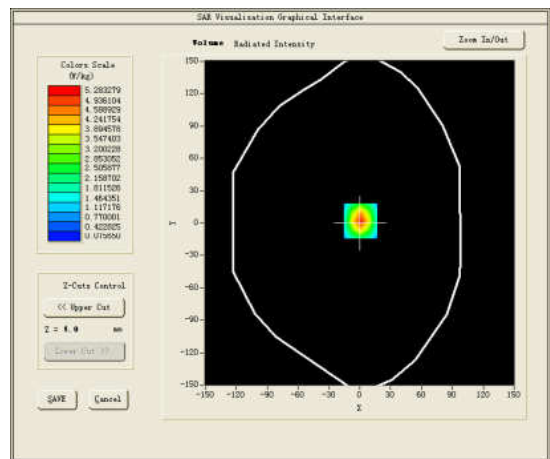 SAR Visualisation Graphical Interface
Volume Radiated Intensity
Zoom In/Out
Colors Scale
(W/kg)
5.283279
4.936104
4.588929
4.241754
3.894578
3.547403
3.200228
2.853052
2.505877
2.158702
1.811526
1.464351
1.117176
0.770001
0.422825
0.075650
Z-Cuts Control
<< Upper Cut
Z = 4.0 mm
Lower Cut >>
SAVE
Cancel
150
120
90
60
30
0
-30
-60
-90
-120
-150
Y
-150 -120 -90 -60 -30 0 30 60 90 120 150
X